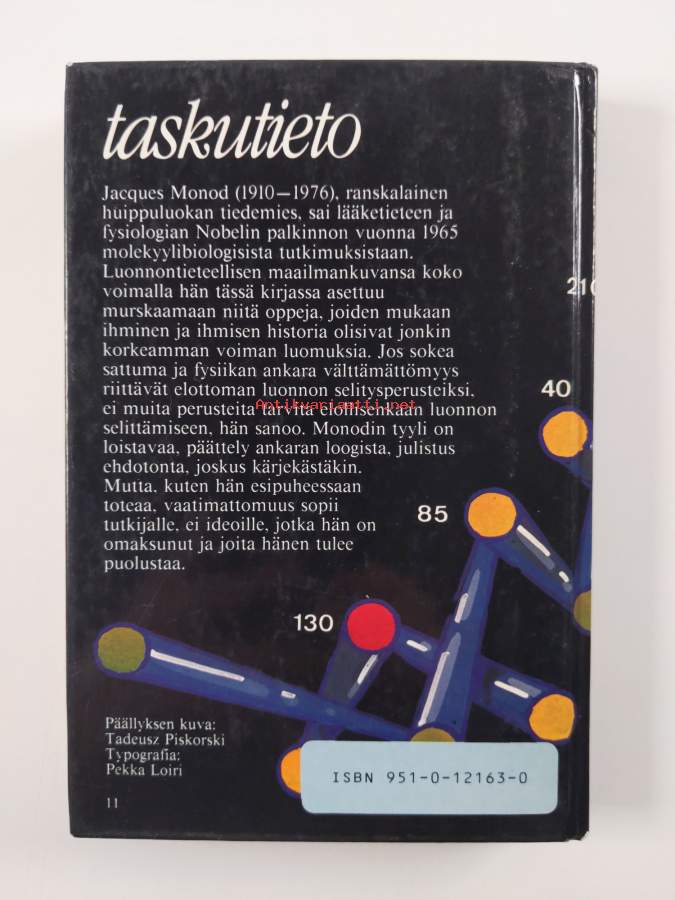 taskutieto
Jacques Monod (1910—1976), ranskalainen
huippuluokan tiedemies, sai lääketieteen ja
fysiologian Nobelin palkinnon vuonna 1965
molekyylibiologisista tutkimuksistaan.
Luonnontieteellisen maailmankuvansa koko
voimalla hän tässä kirjassa asettuu
murskaamaan niitä oppeja, joiden mukaan
ihminen ja ihmisen historia olisivat jonkin
korkeamman voiman luomuksia. Jos sokea
sattuma ja fysiikan ankara välttämättömyys
riittävät elottoman luonnon selitysperusteiksi,
ei muita perusteita tarvita elollisenkaan luonnon
selittämiseen, hän sanoo. Monodin tyyli on
loistavaa, päättely ankaran loogista, julistus
ehdotonta, joskus kärjekästäkin.
Mutta, kuten hän esipuheessaan
toteaa, vaatimattomuus sopii
tutkijalle, ei ideoille, jotka hän on
omaksunut ja joita hänen tulee
puolustaa.
210
40
85
130
Antikvariaatti.net
Päällyksen kuva:
Tadeusz Piskorski
Typografia:
Pekka Loiri
11
ISBN 951-0-12163-0